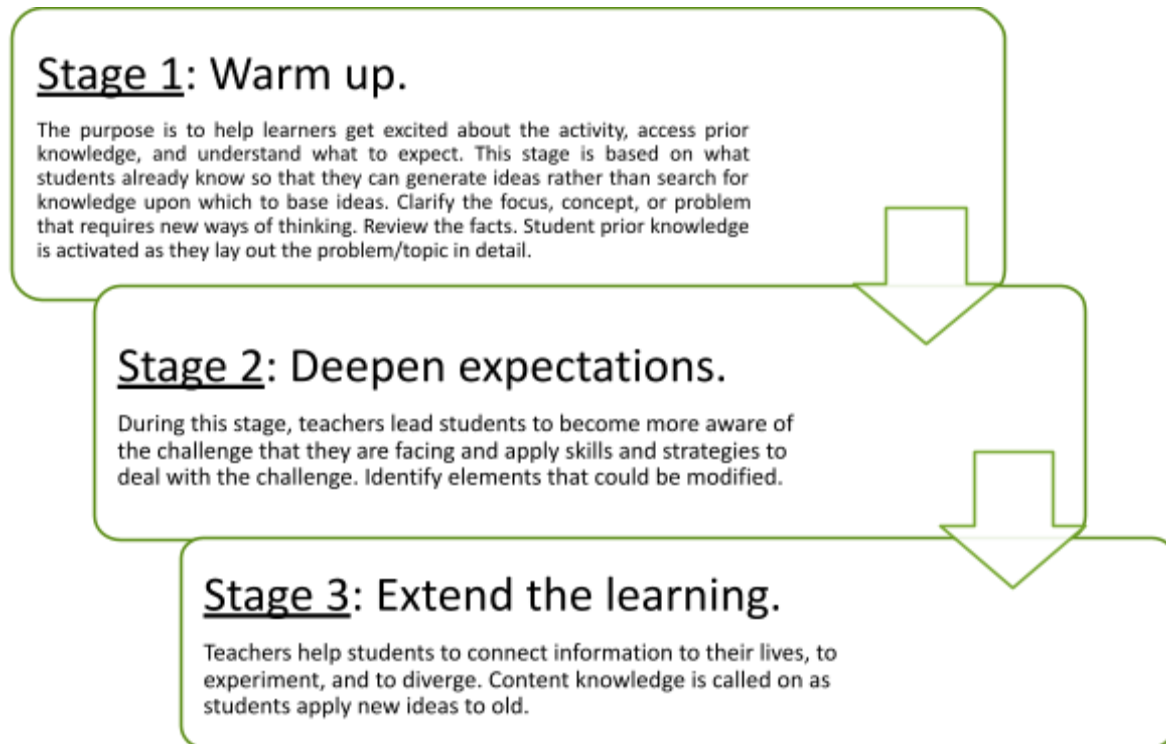 Stage 1: Warm up.
The purpose is to help learners get excited about the activity, access prior
knowledge, and understand what to expect. This stage is based on what
students already know so that they can generate ideas rather than search for
knowledge upon which to base ideas. Clarify the focus, concept, or problem
that requires new ways of thinking. Review the facts. Student prior knowledge
is activated as they lay out the problem/topic in detail.
Stage 2: Deepen expectations.
During this stage, teachers lead students to become more aware of
the challenge that they are facing and apply skills and strategies to
deal with the challenge. Identify elements that could be modified.
Stage 3: Extend the learning.
Teachers help students to connect information to their lives, to
experiment, and to diverge. Content knowledge is called on as
students apply new ideas to old.